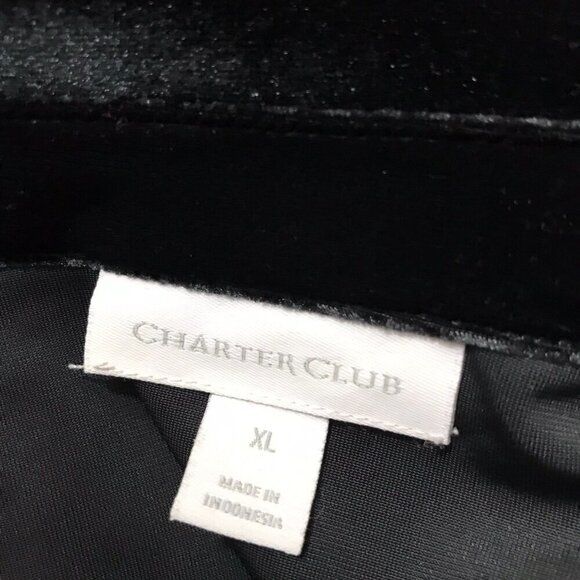 CHARTER CLUB
XL
MADE IN
INDONESIA